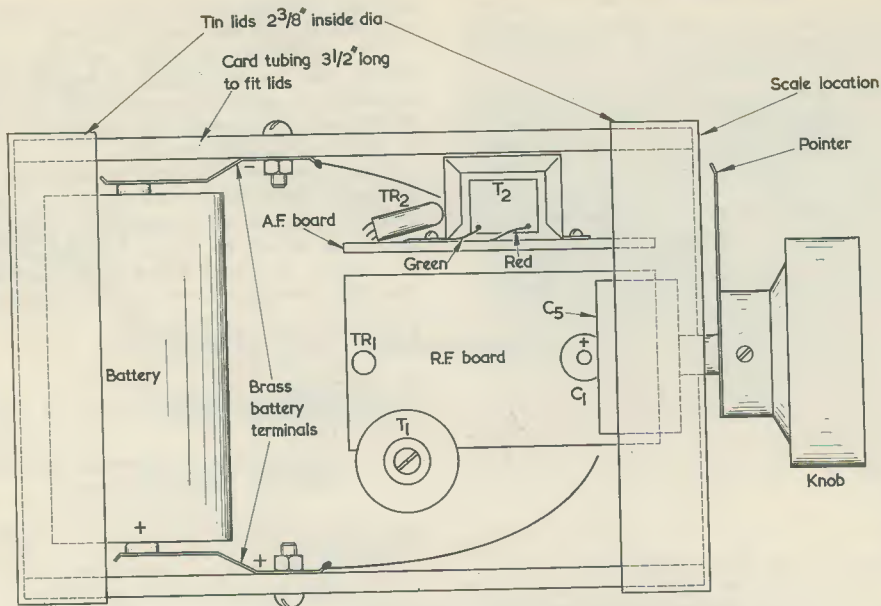 Tin lids 2 3/8" inside dia
Card tubing 3 1/2" long
to fit lids
Scale location
Pointer
-
TR2
T2
A.F. board
Green
Red
C5
TR1
R.F. board
+
C1
Battery
Brass
battery
terminals
T1
Knob
+
+